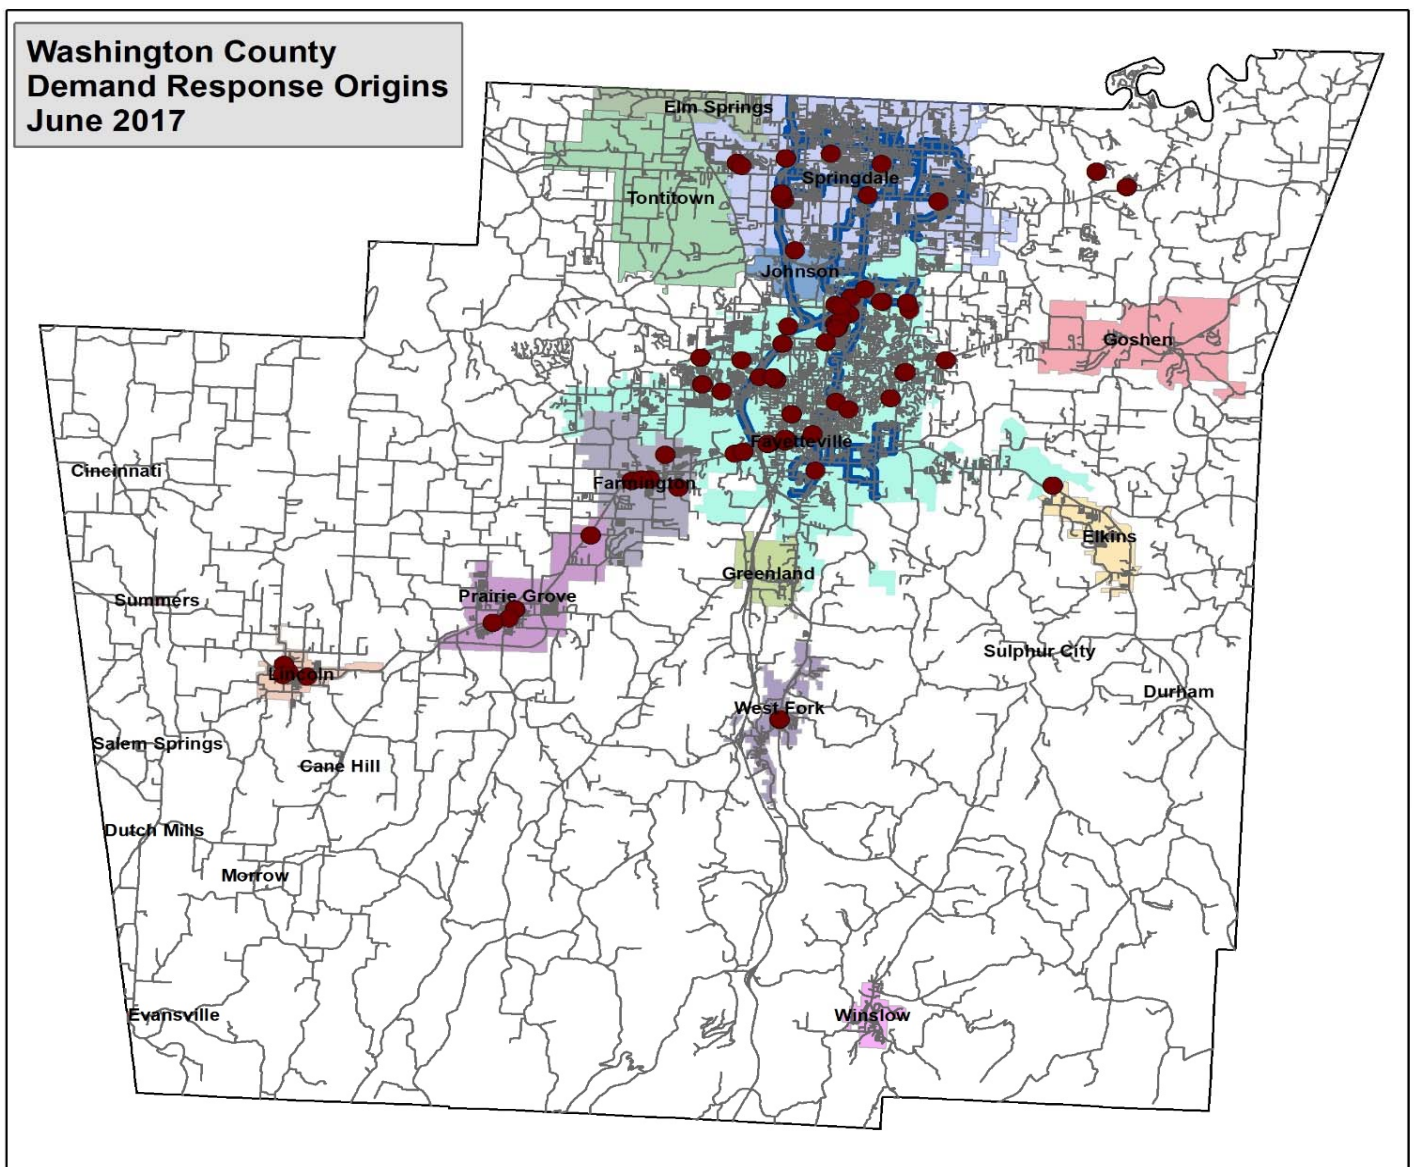 Washington County
Demand Response Origins
June 2017
Elm Springs
Springdale
Tontitown
Johnson
Goshen
Fayetteville
Cincinnati
Farmington
Elkins
Greenland
Prairie Grove
Summers
Sulphur City
Lincoln
Durham
West Fork
Salem Springs
Cane Hill
Dutch Mills
Morrow
Evansville
Winslow